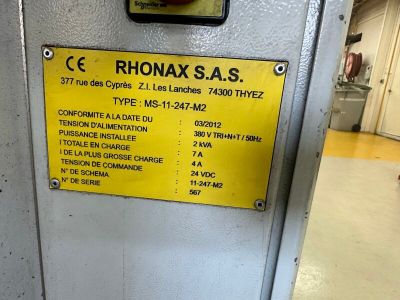 Schneider
CE RHONAX S.A.S.
377 rue des Cyprès Z.I. Les Lanches 74300 THYEZ
TYPE : MS-11-247-M2
CONFORMITE A LA DATE DU : 03/2012
TENSION D'ALIMENTATION : 380 V TRI+N+T / 50Hz
PUISSANCE INSTALLEE : 2 kVA
I TOTALE EN CHARGE : 7 A
I DE LA PLUS GROSSE CHARGE : 4 A
TENSION DE COMMANDE : 24 VDC
N° DE SCHEMA : 11-247-M2
N° DE SERIE : 567